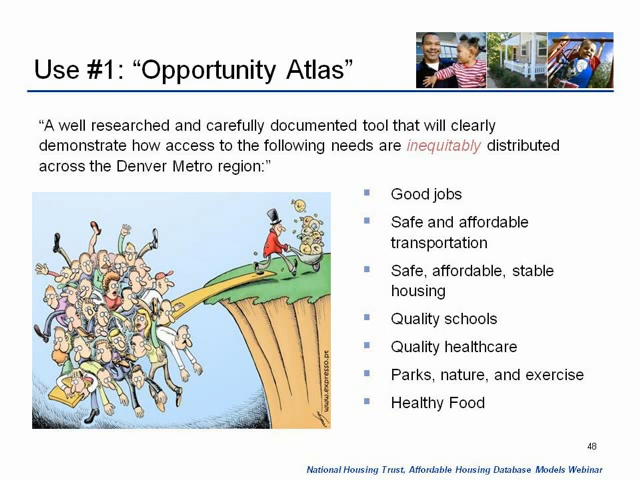 Use #1: “Opportunity Atlas”
“A well researched and carefully documented tool that will clearly
demonstrate how access to the following needs are inequitably distributed
across the Denver Metro region:”
Good jobs
Safe and affordable
transportation
Safe, affordable, stable
housing
Quality schools
Quality healthcare
Parks, nature, and exercise
Healthy Food
www.expresso.pt
48
National Housing Trust, Affordable Housing Database Models Webinar